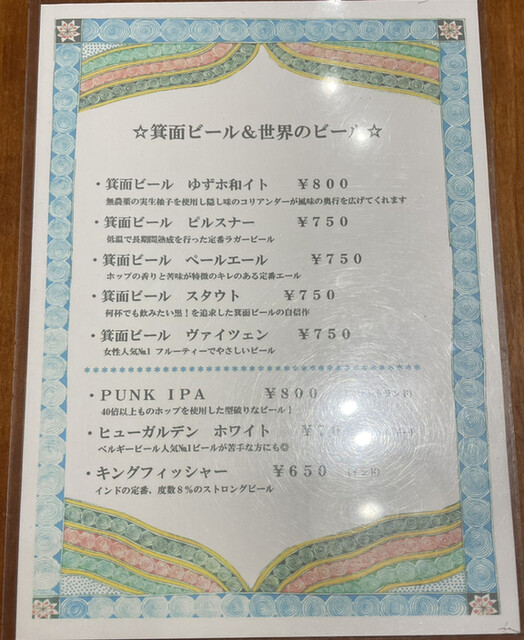 ☆箕面ビール＆世界のビール☆
・箕面ビール ゆずホ和イト ￥８００
無農薬の実生柚子を使用し隠し味のコリアンダーが風味の奥行を広げてくれます
・箕面ビール ピルスナー ￥７５０
低温で長期間熟成を行った定番ラガービール
・箕面ビール ペールエール ￥７５０
ホップの香りと苦味が特徴のキレのある定番エール
・箕面ビール スタウト ￥７５０
何杯でも飲みたい黒！を追求した箕面ビールの自信作
・箕面ビール ヴァイツェン ￥７５０
女性人気№1 フルーティーでやさしいビール
・ＰＵＮＫ ＩＰＡ ￥８００
40倍以上ものホップを使用した型破りなビール！
・ヒューガルデン ホワイト
ベルギービール人気№1ビールが苦手な方にも◎
・キングフィッシャー ￥６５０ (インド)
インドの定番、度数８％のストロングビール